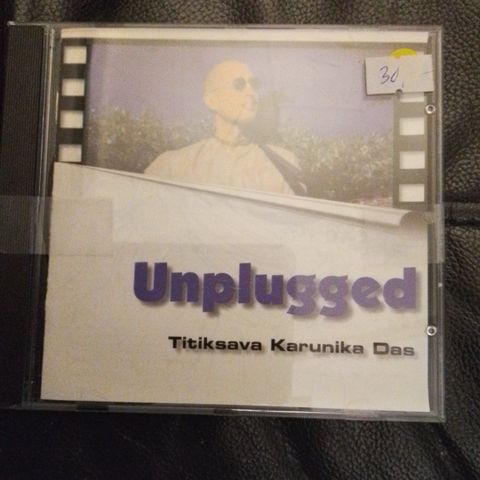 30,-
Unplugged
Titiksava Karunika Das